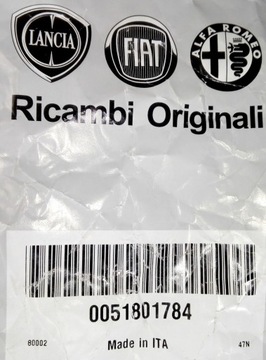 LANCIA FIAT ALFA ROMEO
Ricambi Originali
0051801784
80002 Made in ITA 47N